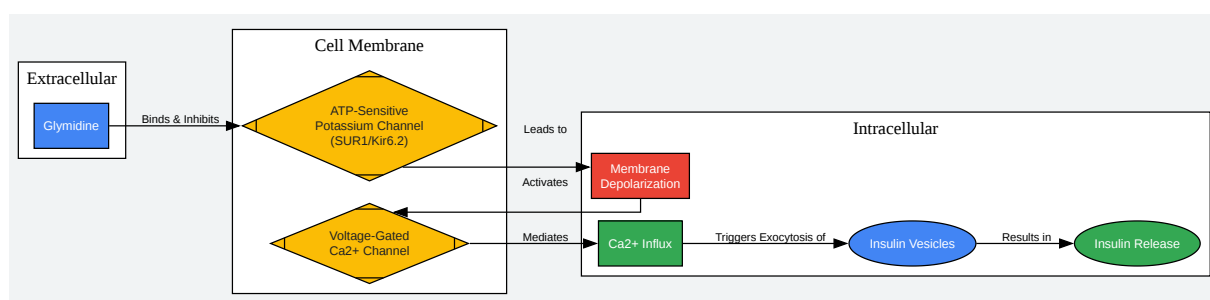 Extracellular
Glymidine
Binds & Inhibits
Cell Membrane
ATP-Sensitive
Potassium Channel
(SUR1/Kir6.2)
Leads to
Intracellular
Membrane
Depolarization
Activates
Voltage-Gated
Ca2+ Channel
Mediates
Ca2+ Influx
Triggers Exocytosis of
Insulin Vesicles
Results in
Insulin Release